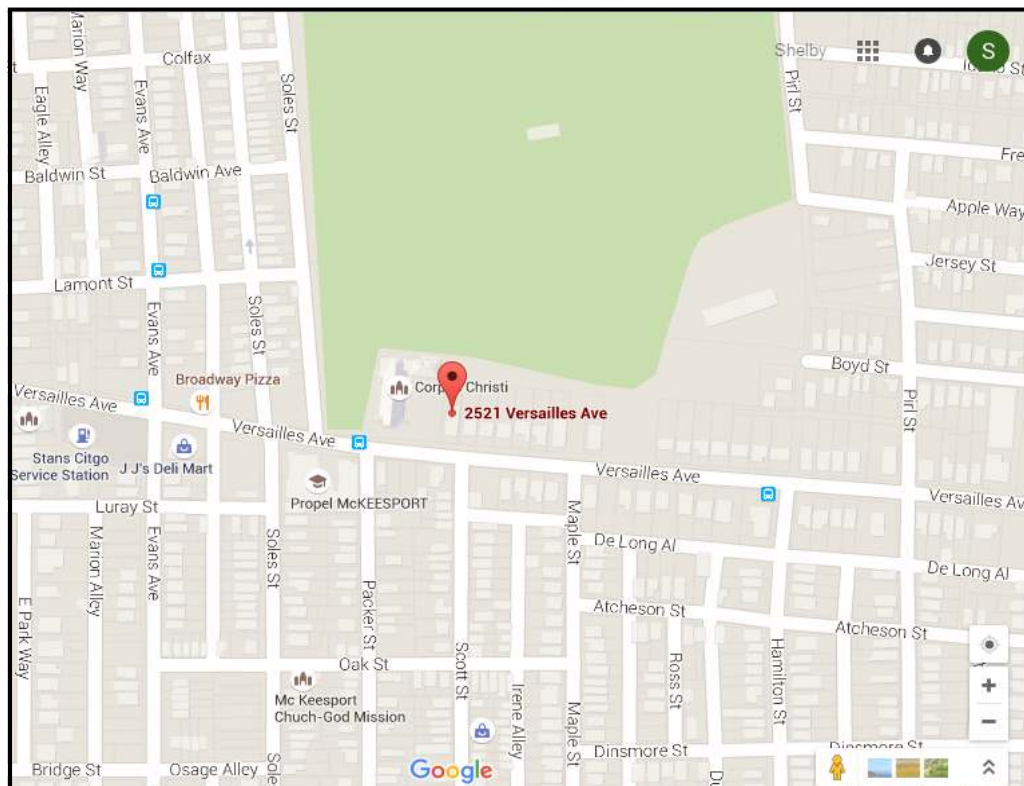 Marion Way
Colfax
Soles St
Pirl St
Shelby
S
St
Eagle Alley
Evans Ave
Baldwin St
Baldwin Ave
Fre
Apple Way
Jersey St
Lamont St
Evans Ave
Soles St
Boyd St
Broadway Pizza
Versailles Ave
Christi
2521 Versailles Ave
Pirl St
Versailles Ave
Stans Citgo
Service Station
J J's Deli Mart
Versailles Ave
Versailles Av
Propel McKEESPORT
Luray St
Marion Alley
Evans Ave
Soles St
Maple St
De Long Al
De Long Al
E Park Way
Packer St
Atcheson St
Atcheson St
Oak St
Scott St
Irene Alley
Ross St
Hamilton St
Mc Keesport
Chuch-God Mission
Maple St
Dinsmore St
Dinsmore St
Bridge St
Osage Alley
Sole
Google
Du